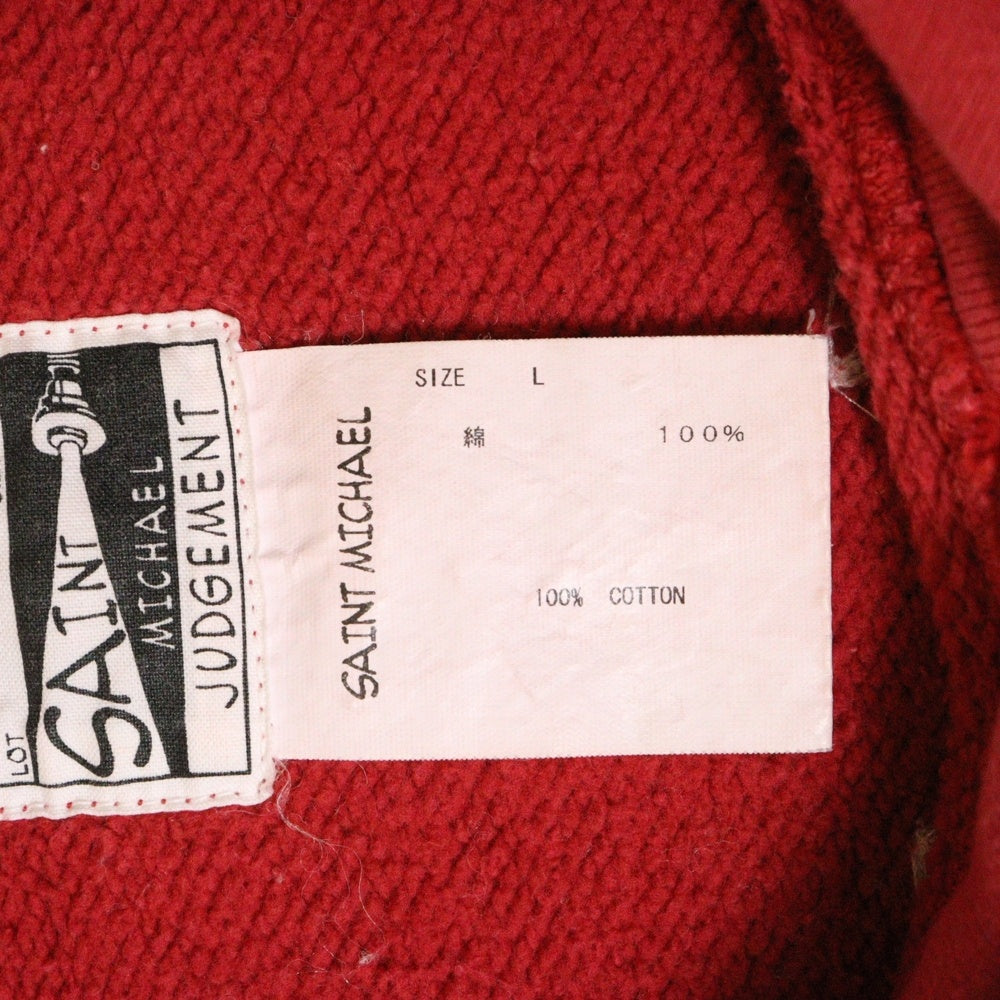 SAINT
MICHAEL
JUDGEMENT
LOT
SAINT MICHAEL
SIZE L
綿 100%
100% COTTON